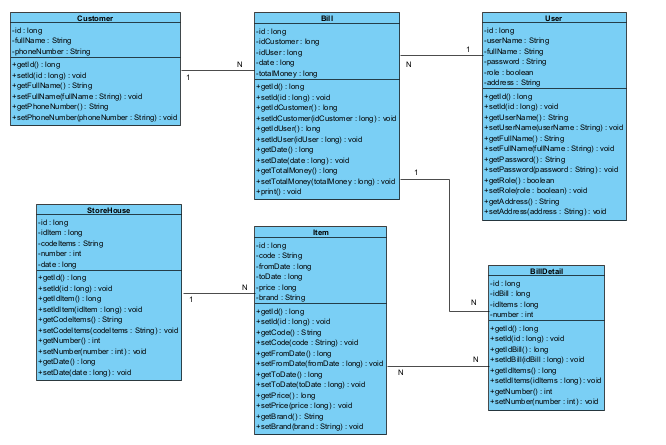 Customer
-id : long
-fullName : String
-phoneNumber : String
+getId() : long
+setId(id : long) : void
+getFullName() : String
+setFullName(fullName : String) : void
+getPhoneNumber() : String
+setPhoneNumber(phoneNumber : String) : void
1
N
Bill
-id : long
-idCustomer : long
-idUser : long
-date : long
-totalMoney : long
+getId() : long
+setId(id : long) : void
+getIdCustomer() : long
+setIdCustomer(idCustomer : long) : void
+getIdUser() : long
+setIdUser(idUser : long) : void
+getDate() : long
+setDate(date : long) : void
+getTotalMoney() : long
+setTotalMoney(totalMoney : long) : void
+print() : void
N
1
User
-id : long
-userName : String
-fullName : String
-password : String
-role : boolean
-address : String
+getId() : long
+setId(id : long) : void
+getUserName() : String
+setUserName(userName : String) : void
+getFullName() : String
+setFullName(fullName : String) : void
+getPassword() : String
+setPassword(password : String) : void
+getRole() : boolean
+setRole(role : boolean) : void
+getAddress() : String
+setAddress(address : String) : void
1
N
StoreHouse
-id : long
-idItem : long
-codeItems : String
-number : int
-date : long
+getId() : long
+setId(id : long) : void
+getIdItem() : long
+setIdItem(idItem : long) : void
+getCodeItems() : String
+setCodeItems(codeItems : String) : void
+getNumber() : int
+setNumber(number : int) : void
+getDate() : long
+setDate(date : long) : void
1
N
Item
-id : long
-code : String
-fromDate : long
-toDate : long
-price : long
-brand : String
+getId() : long
+setId(id : long) : void
+getCode() : String
+setCode(code : String) : void
+getFromDate() : long
+setFromDate(fromDate : long) : void
+getToDate() : long
+setToDate(toDate : long) : void
+getPrice() : long
+setPrice(price : long) : void
+getBrand() : String
+setBrand(brand : String) : void
N
N
BillDetail
-id : long
-idBill : long
-idItems : long
-number : int
+getId() : long
+setId(id : long) : void
+getIdBill() : long
+setIdBill(idBill : long) : void
+getIdItems() : long
+setIdItems(idItems : long) : void
+getNumber() : int
+setNumber(number : int) : void